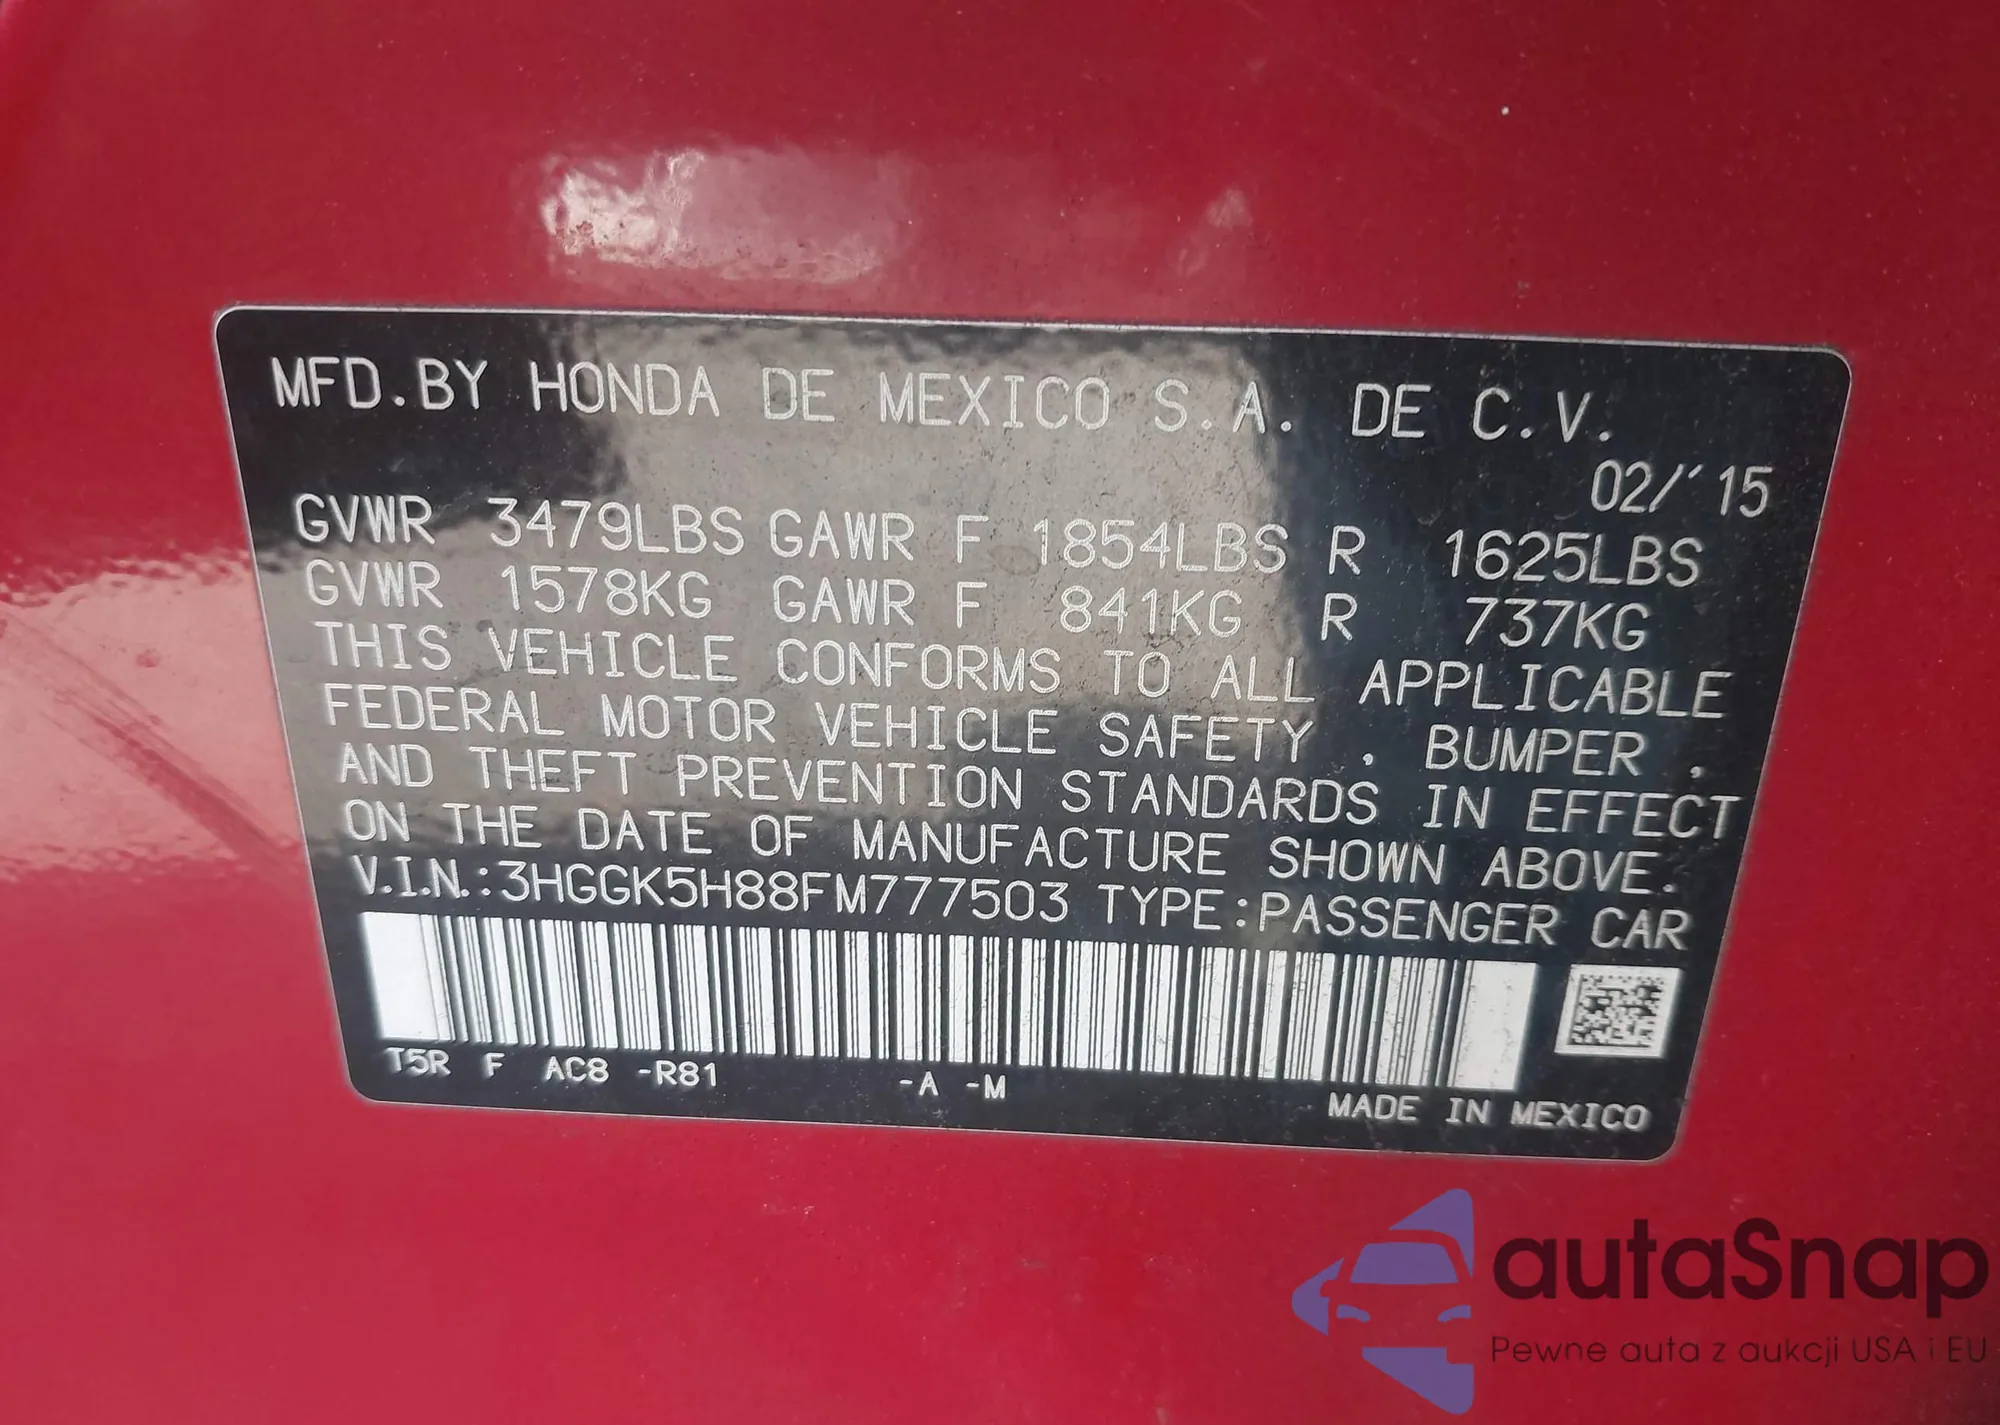 MFD.BY HONDA DE MEXICO S.A. DE C.V.
02/'15
GVWR 3479LBS GAWR F 1854LBS R 1625LBS
GVWR 1578KG GAWR F 841KG R 737KG
THIS VEHICLE CONFORMS TO ALL APPLICABLE
FEDERAL MOTOR VEHICLE SAFETY , BUMPER ,
AND THEFT PREVENTION STANDARDS IN EFFECT
ON THE DATE OF MANUFACTURE SHOWN ABOVE.
V.I.N.:3HGGK5H88FM777503 TYPE:PASSENGER CAR
T5R F AC8 -R81 -A -M
MADE IN MEXICO
autaSnap
Pewne auta z aukcji USA i EU